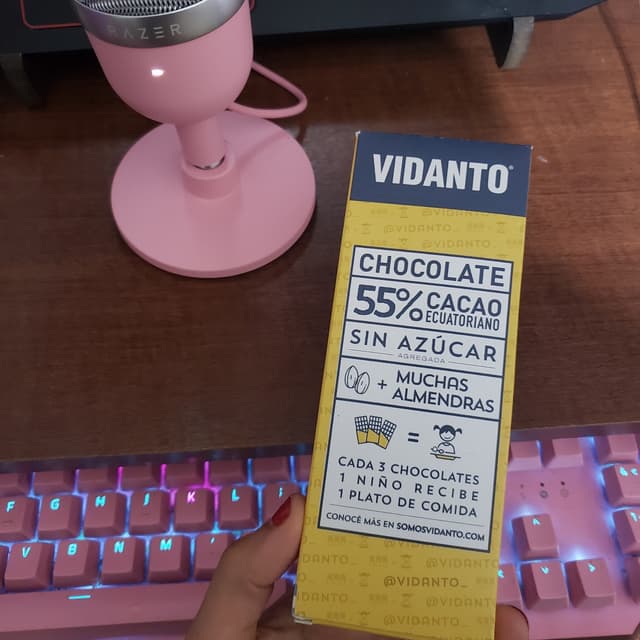 RAZER
VIDANTO®
@VIDANTO_
CHOCOLATE
55% CACAO
ECUATORIANO
SIN AZÚCAR
AGREGADA
+ MUCHAS
ALMENDRAS
=
CADA 3 CHOCOLATES
1 NIÑO RECIBE
1 PLATO DE COMIDA
CONOCÉ MÁS EN SOMOSVIDANTO.COM
@VIDANTO_
@VIDANTO_
F G H J K L
V B N M